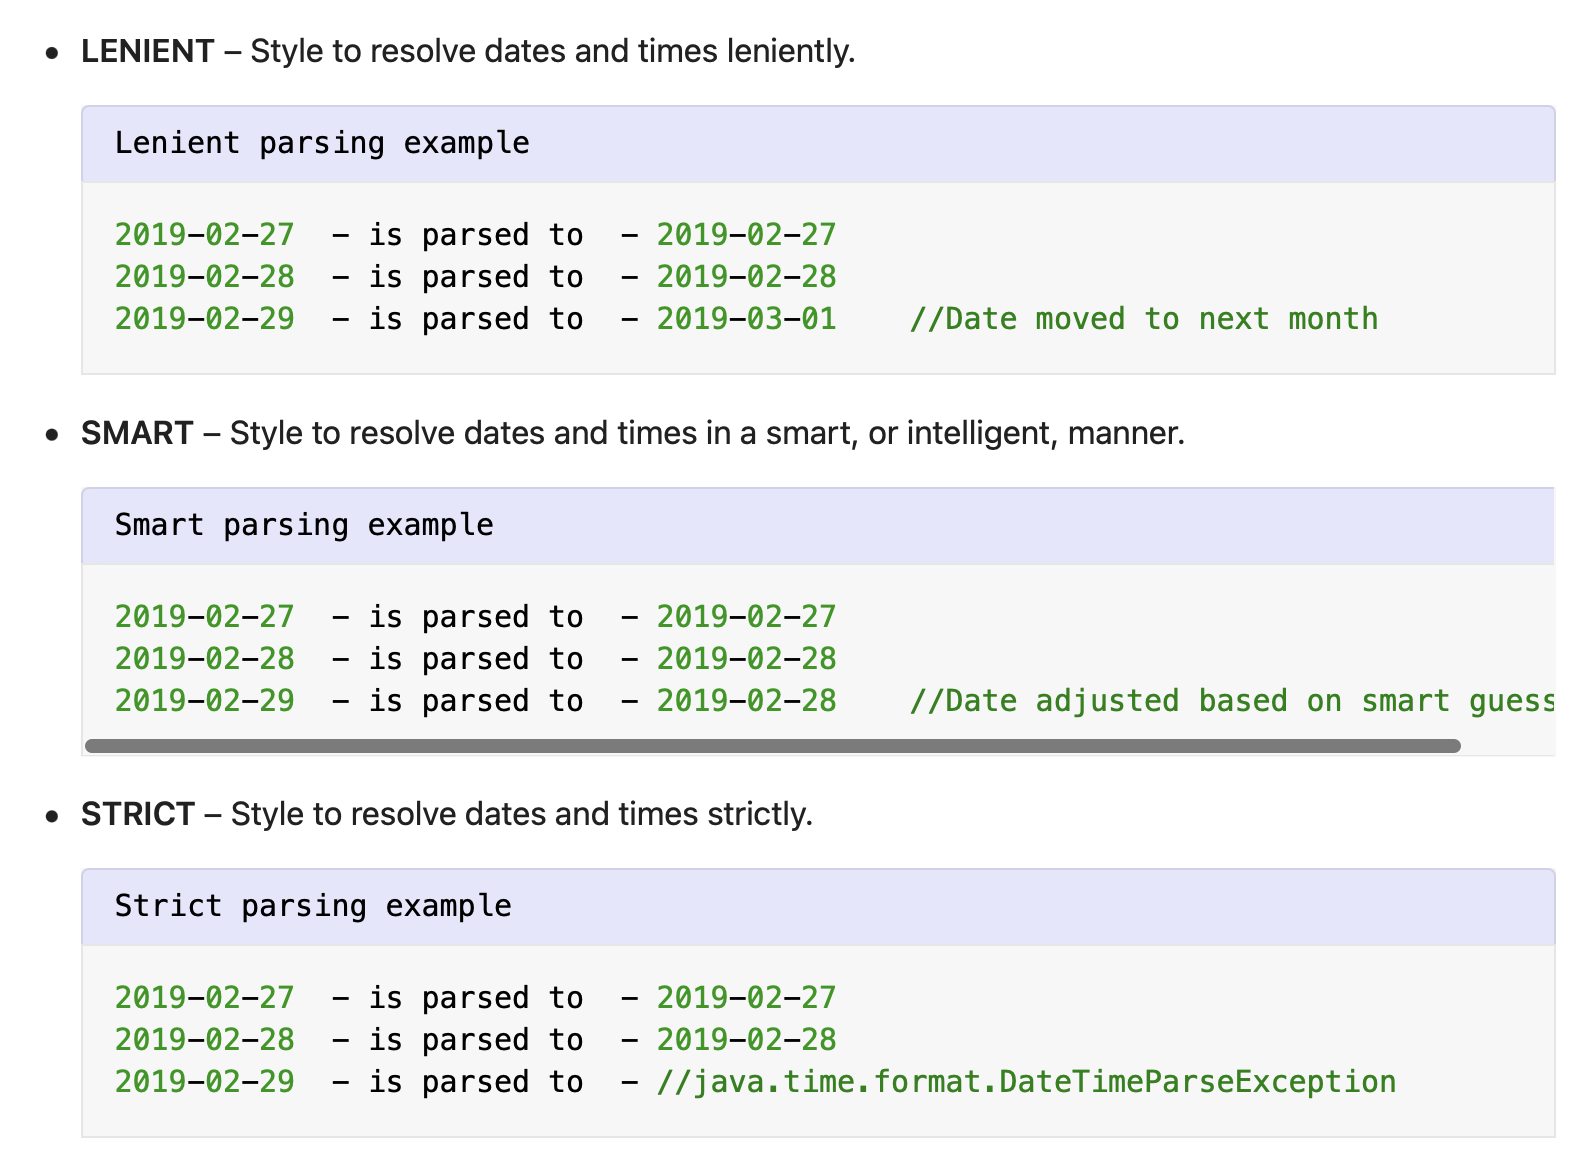 • LENIENT – Style to resolve dates and times leniently.
Lenient parsing example
2019-02-27  - is parsed to  - 2019-02-27
2019-02-28  - is parsed to  - 2019-02-28
2019-02-29  - is parsed to  - 2019-03-01    //Date moved to next month
• SMART – Style to resolve dates and times in a smart, or intelligent, manner.
Smart parsing example
2019-02-27  - is parsed to  - 2019-02-27
2019-02-28  - is parsed to  - 2019-02-28
2019-02-29  - is parsed to  - 2019-02-28    //Date adjusted based on smart guess
• STRICT – Style to resolve dates and times strictly.
Strict parsing example
2019-02-27  - is parsed to  - 2019-02-27
2019-02-28  - is parsed to  - 2019-02-28
2019-02-29  - is parsed to  - //java.time.format.DateTimeParseException